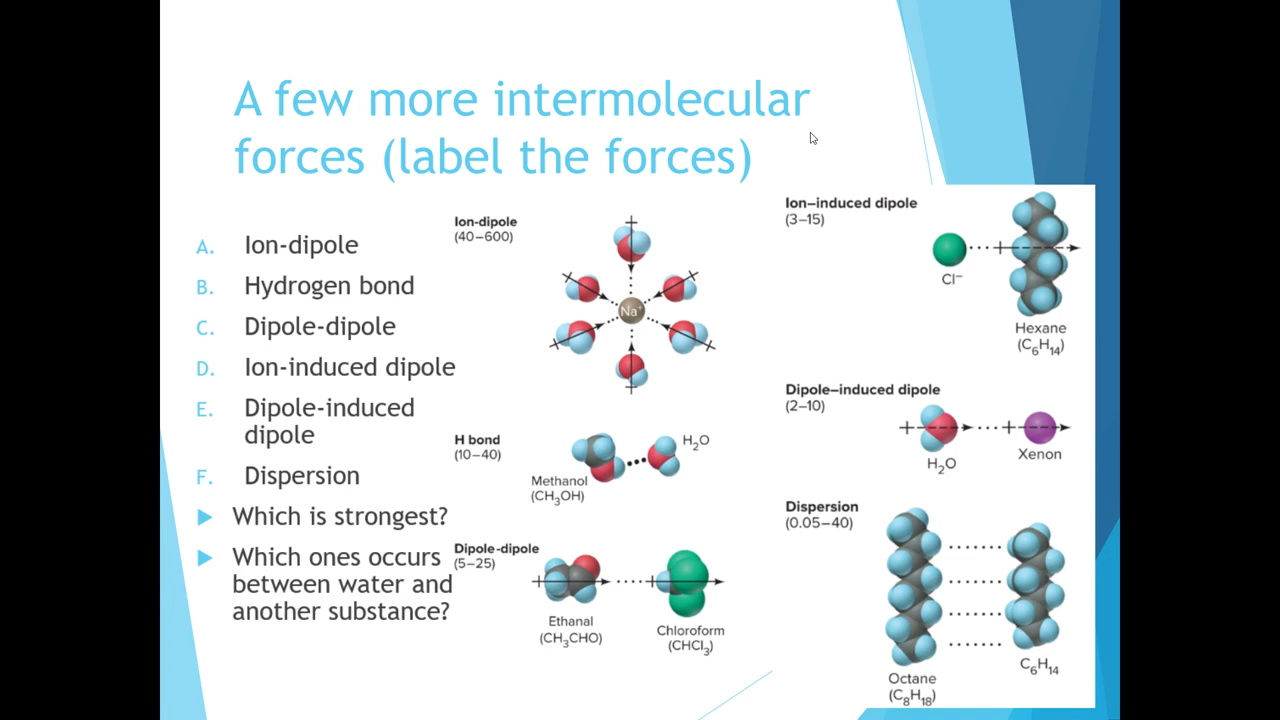 A few more intermolecular
forces (label the forces)
A. Ion-dipole
B. Hydrogen bond
C. Dipole-dipole
D. Ion-induced dipole
E. Dipole-induced
dipole
F. Dispersion
Which is strongest?
Which ones occurs
between water and
another substance?
Ion-dipole
(40–600)
Na⁺
H bond
(10–40)
H₂O
Methanol
(CH₃OH)
Dipole-dipole
(5–25)
Ethanal
(CH₃CHO)
Chloroform
(CHCl₃)
Ion–induced dipole
(3–15)
Cl⁻
Hexane
(C₆H₁₄)
Dipole–induced dipole
(2–10)
H₂O
Xenon
Dispersion
(0.05–40)
Octane
(C₈H₁₈)
C₆H₁₄